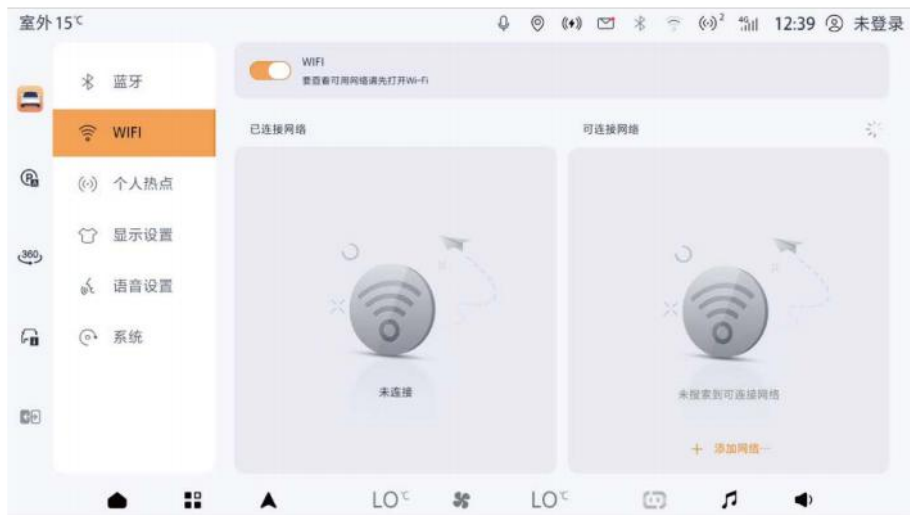 室外15℃
2
4G
12:39
未登录
蓝牙
WIFI
个人热点
显示设置
语音设置
系统
360
WIFI
要查看可用网络请先打开Wi-Fi
已连接网络
可连接网络
未连接
未搜索到可连接网络
+ 添加网络...
LO℃
LO℃